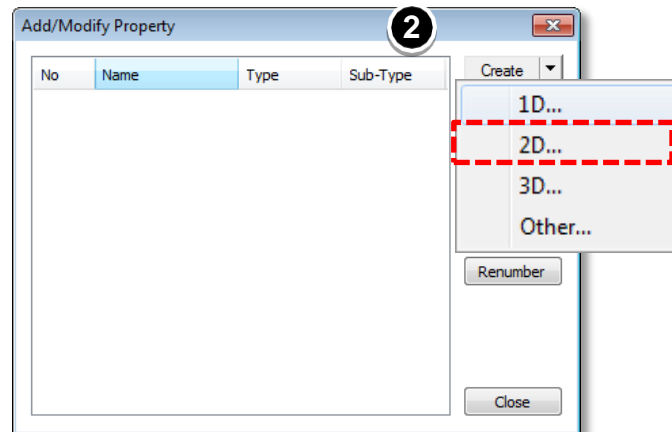 Add/Modify Property
2
No Name Type Sub-Type
Create
1D...
2D...
3D...
Other...
Renumber
Close